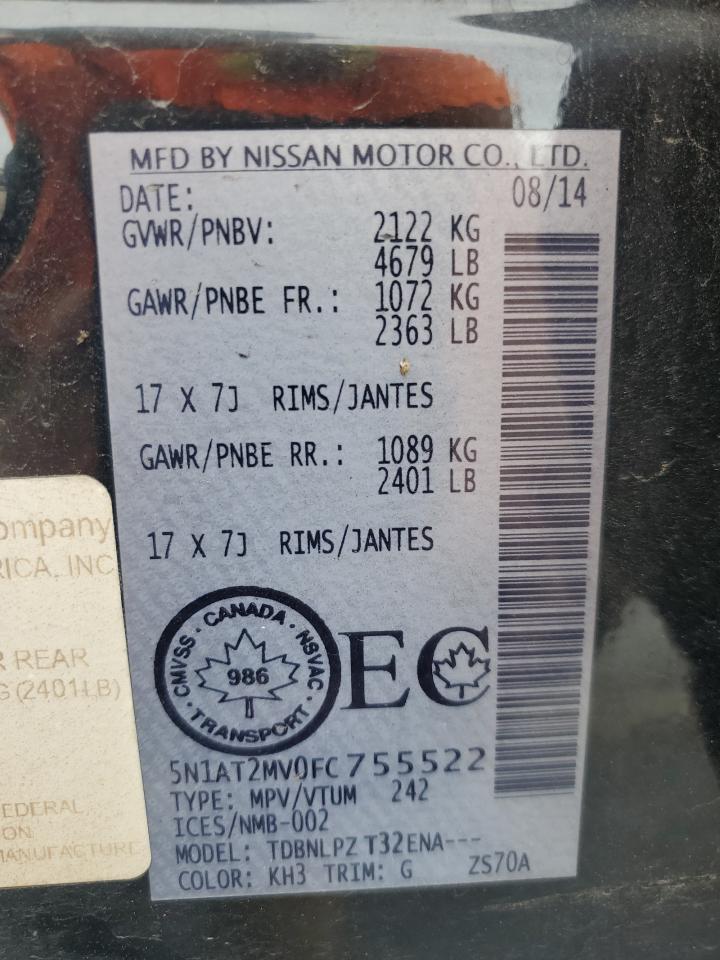 MFD BY NISSAN MOTOR CO., LTD.
DATE: 08/14
GVWR/PNBV: 2122 KG
4679 LB
GAWR/PNBE FR.: 1072 KG
2363 LB
17 X 7J RIMS/JANTES
GAWR/PNBE RR.: 1089 KG
2401 LB
17 X 7J RIMS/JANTES
CANADA · NSVAC · TRANSPORT · CMVSS ·
986
EC
5N1AT2MV0FC755522
TYPE: MPV/VTUM 242
ICES/NMB-002
MODEL: TDBNLPZ T32ENA---
COLOR: KH3 TRIM: G ZS70A
ompany
RICA, INC
R REAR
G (2401LB)
EDERAL
ON
MANUFACTURE